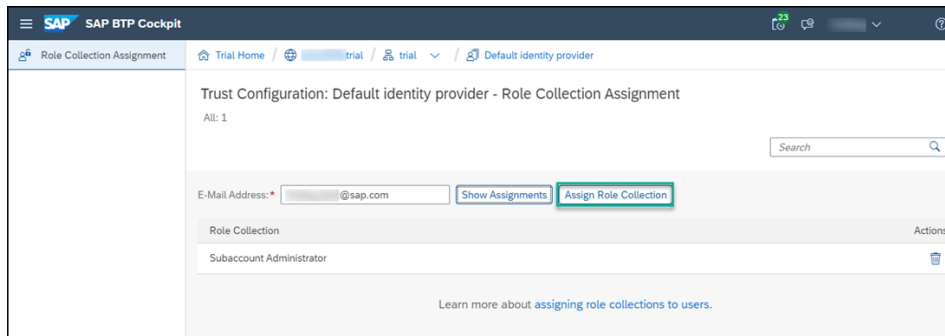 SAP SAP BTP Cockpit 23
Role Collection Assignment
Trial Home / trial / trial / Default identity provider
Trust Configuration: Default identity provider - Role Collection Assignment
All: 1
Search
E-Mail Address:* @sap.com Show Assignments Assign Role Collection
Role Collection Actions
Subaccount Administrator
Learn more about assigning role collections to users.